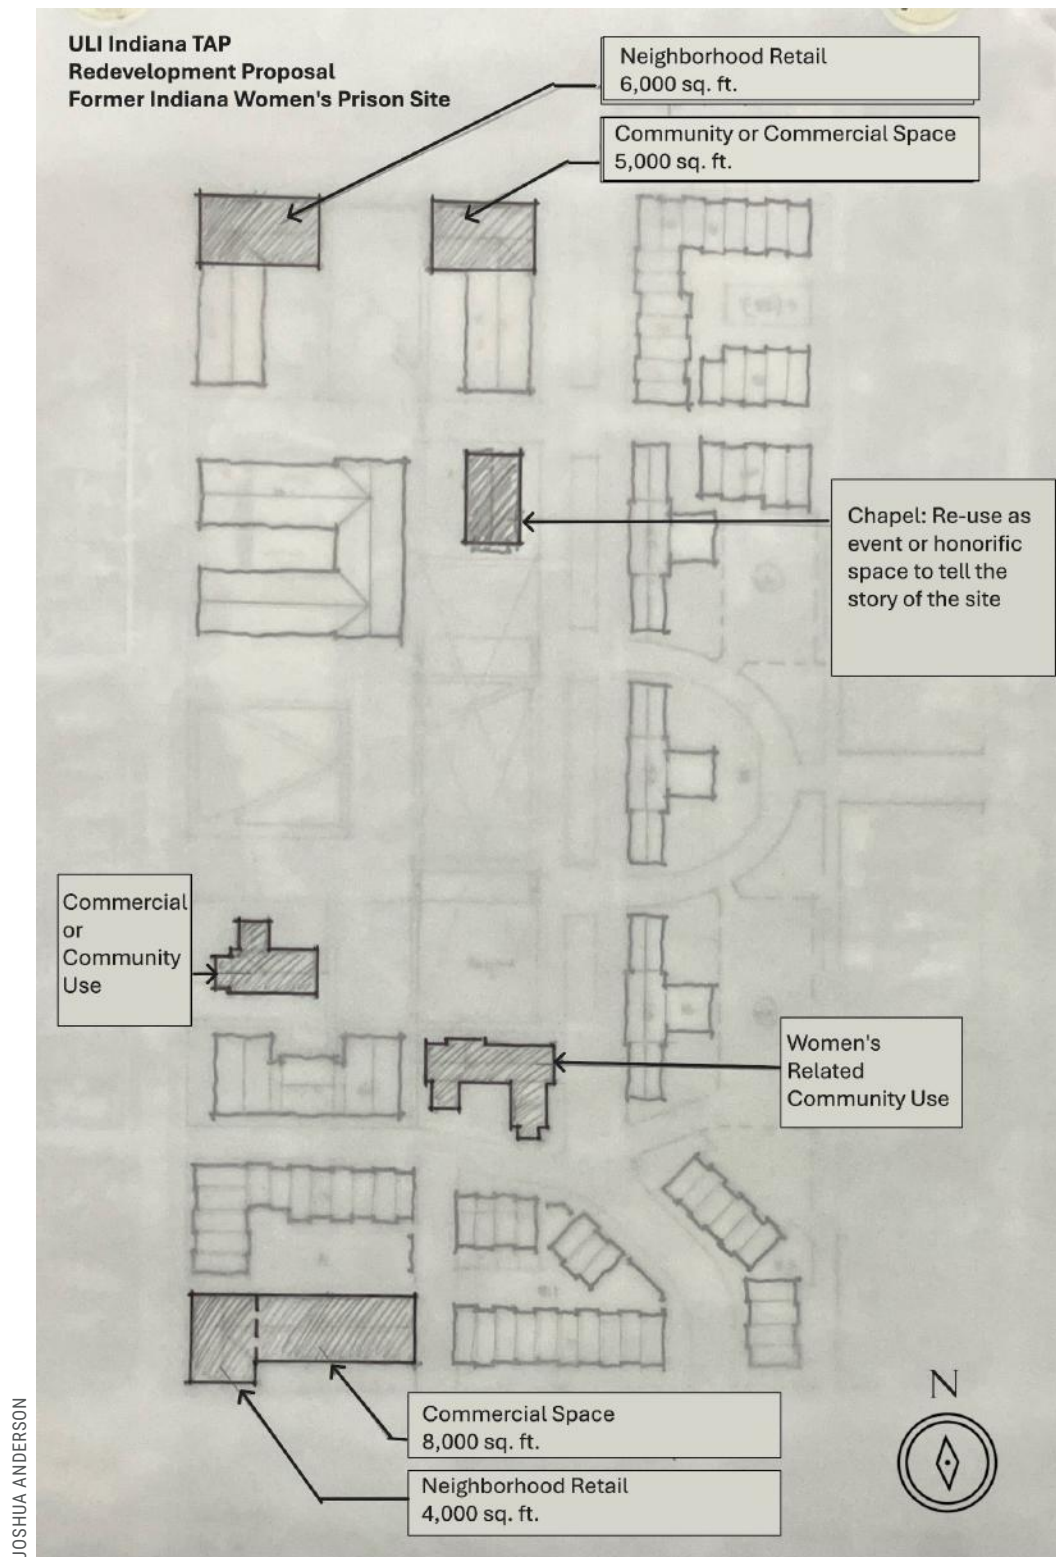 ULI Indiana TAP
Redevelopment Proposal
Former Indiana Women's Prison Site
Neighborhood Retail
6,000 sq. ft.
Community or Commercial Space
5,000 sq. ft.
Chapel: Re-use as
event or honorific
space to tell the
story of the site
Commercial
or
Community
Use
Women's
Related
Community Use
Commercial Space
8,000 sq. ft.
Neighborhood Retail
4,000 sq. ft.
N
JOSHUA ANDERSON